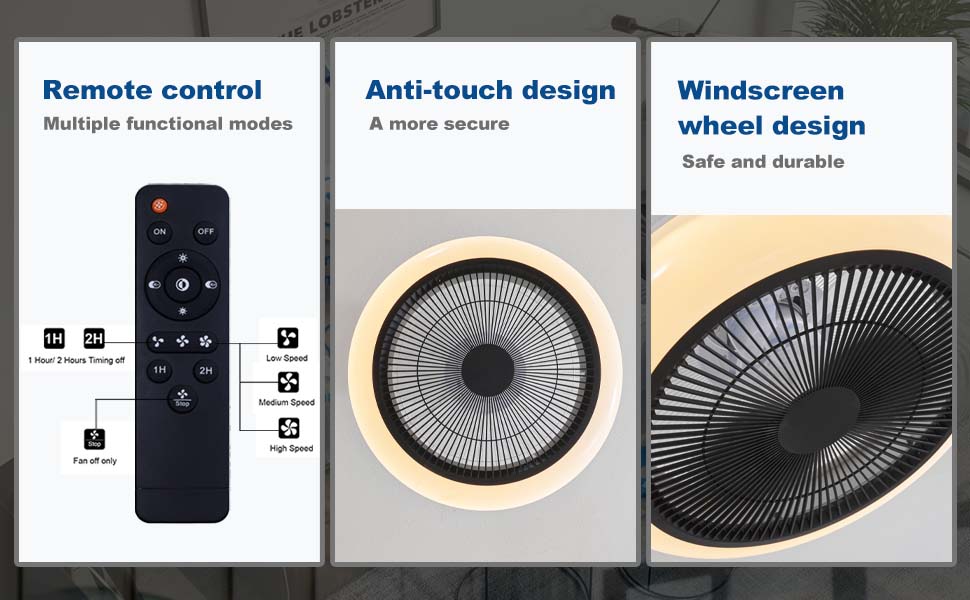 LOBSTER
Remote control
Multiple functional modes
ON
OFF
1H
2H
1 Hour/ 2 Hours Timing off
1H
2H
Stop
Stop
Fan off only
Low Speed
Medium Speed
High Speed
Anti-touch design
A more secure
Windscreen
wheel design
Safe and durable